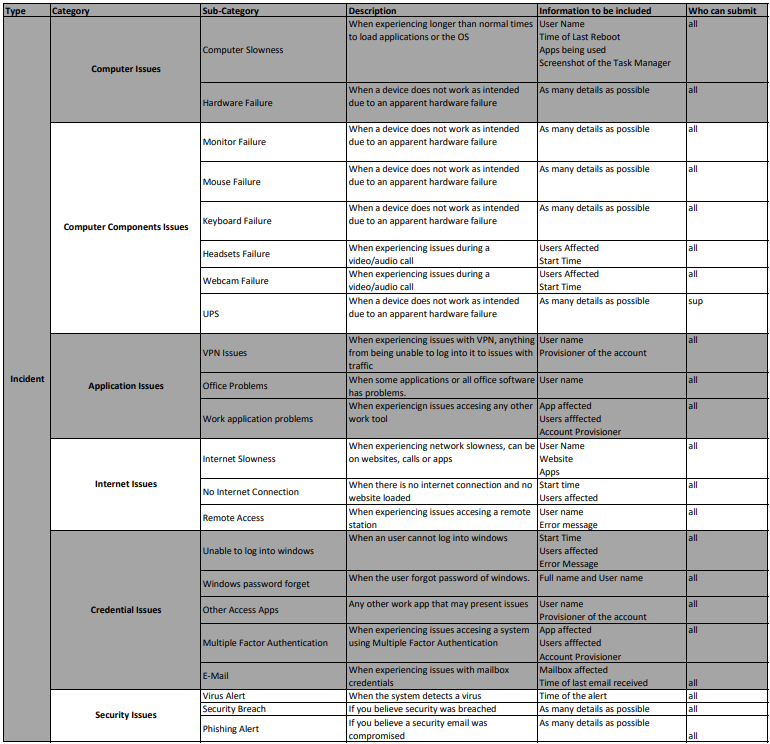 Type Category Sub-Category Description Information to be included Who can submit
Incident
Computer Issues
Computer Slowness
When experiencing longer than normal times
to load applications or the OS
User Name
Time of Last Reboot
Apps being used
Screenshot of the Task Manager
all
Hardware Failure
When a device does not work as intended
due to an apparent hardware failure
As many details as possible
all
Computer Components Issues
Monitor Failure
When a device does not work as intended
due to an apparent hardware failure
As many details as possible
all
Mouse Failure
When a device does not work as intended
due to an apparent hardware failure
As many details as possible
all
Keyboard Failure
When a device does not work as intended
due to an apparent hardware failure
As many details as possible
all
Headsets Failure
When experiencing issues during a
video/audio call
Users Affected
Start Time
all
Webcam Failure
When experiencing issues during a
video/audio call
Users Affected
Start Time
all
UPS
When a device does not work as intended
due to an apparent hardware failure
As many details as possible
sup
Application Issues
VPN Issues
When experiencing issues with VPN, anything
from being unable to log into it to issues with
traffic
User name
Provisioner of the account
all
Office Problems
When some applications or all office software
has problems.
User name
all
Work application problems
When experiencign issues accesing any other
work tool
App affected
Users afffected
Account Provisioner
all
Internet Issues
Internet Slowness
When experiencing network slowness, can be
on websites, calls or apps
User Name
Website
Apps
all
No Internet Connection
When there is no internet connection and no
website loaded
Start time
Users affected
all
Remote Access
When experiencing issues accesing a remote
station
User name
Error message
all
Credential Issues
Unable to log into windows
When an user cannot log into windows
Start Time
Users affected
Error Message
all
Windows password forget
When the user forgot password of windows.
Full name and User name
all
Other Access Apps
Any other work app that may present issues
User name
Provisioner of the account
all
Multiple Factor Authentication
When experiencing issues accesing a system
using Multiple Factor Authentication
App affected
Users afffected
Account Provisioner
all
E-Mail
When experiencing issues with mailbox
credentials
Mailbox affected
Time of last email received
all
Security Issues
Virus Alert
When the system detects a virus
Time of the alert
all
Security Breach
If you believe security was breached
As many details as possible
all
Phishing Alert
If you believe a security email was
compromised
As many details as possible
all